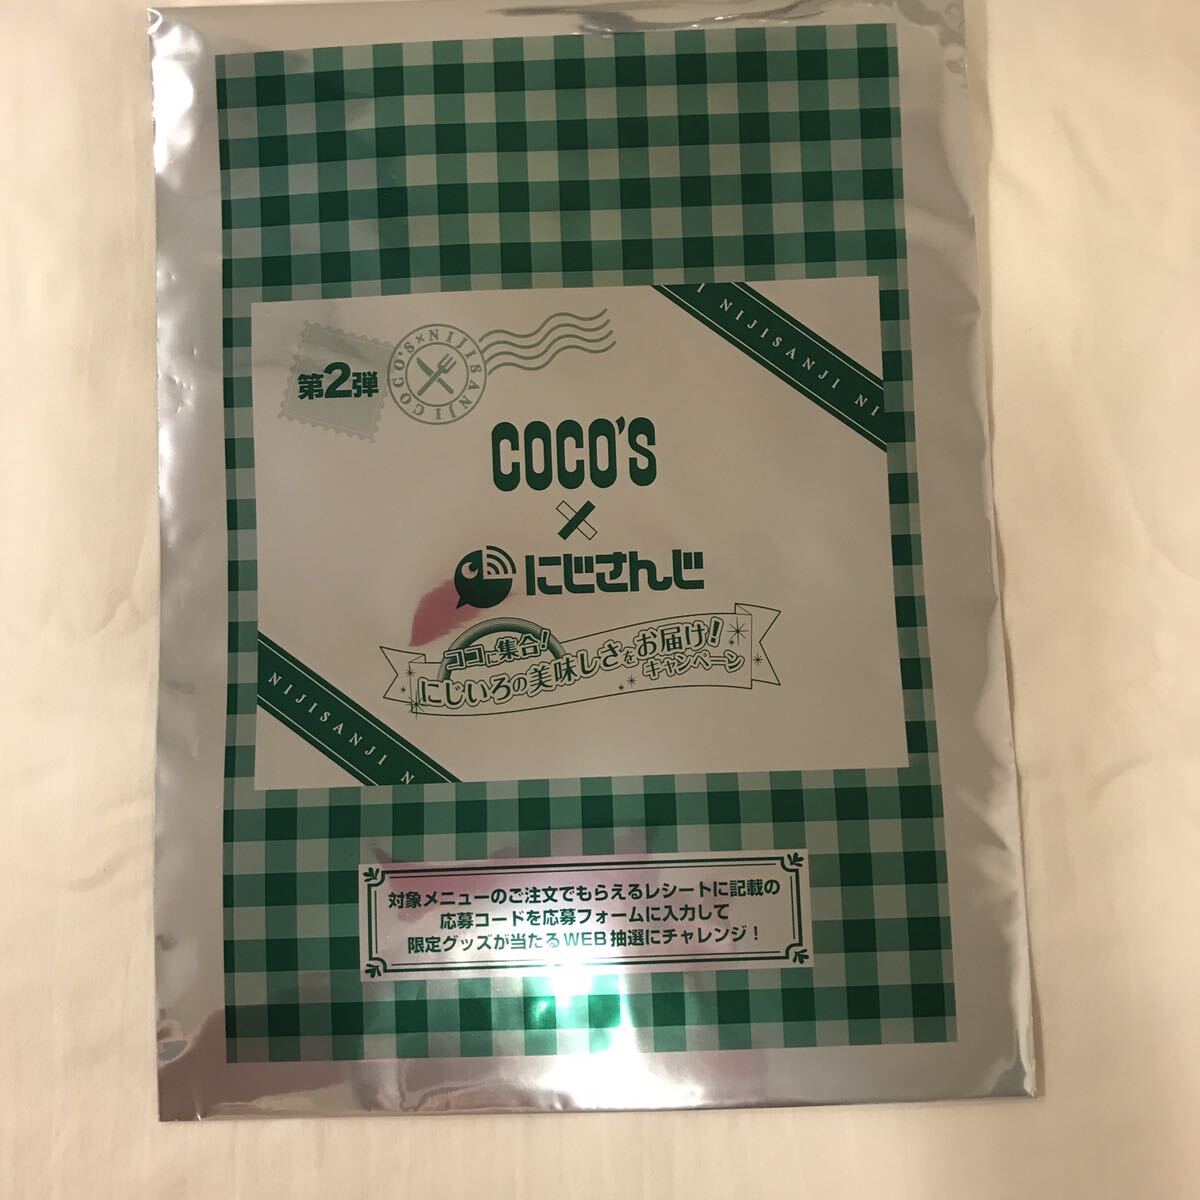 I NIJISANJI NI
第2弾
COCO'S×NIJISANJI
COCO'S
×
にじさんじ
ココに集合!
にじいろの美味しさをお届け!
キャンペーン
NIJISANJI N
対象メニューのご注文でもらえるレシートに記載の
応募コードを応募フォームに入力して
限定グッズが当たるWEB抽選にチャレンジ!